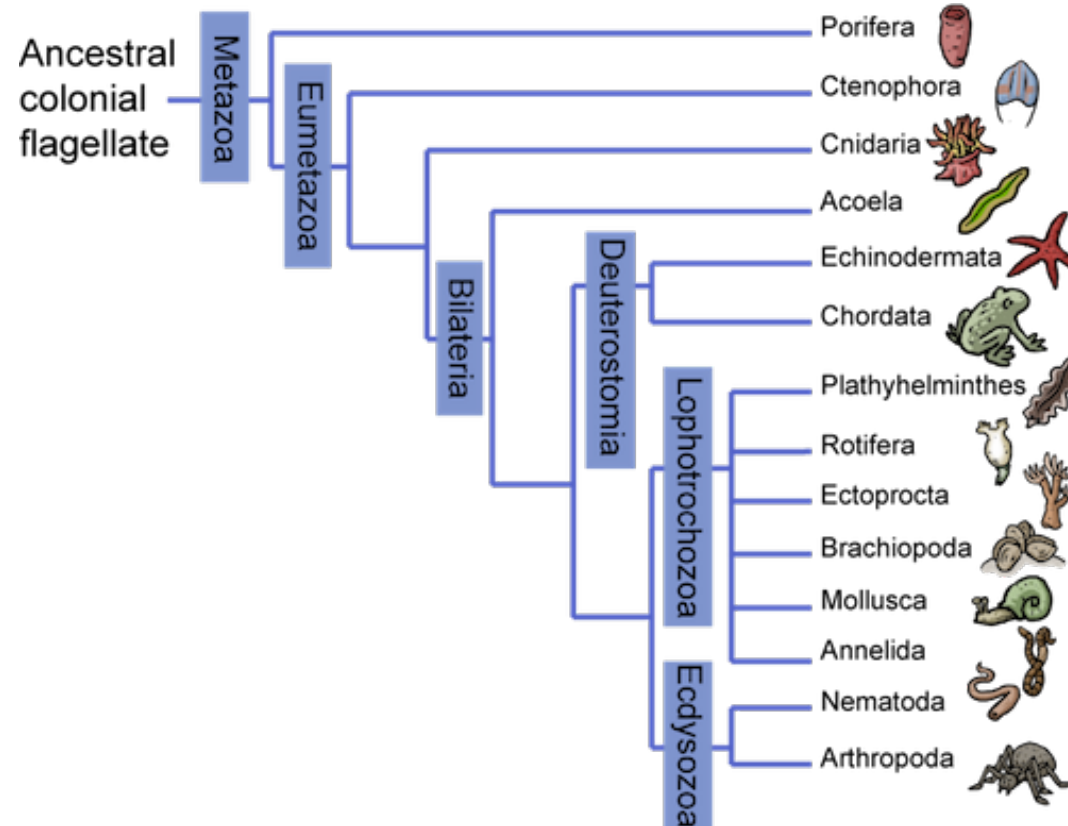 Ancestral
colonial
flagellate
Metazoa
Eumetazoa
Bilateria
Deuterostomia
Lophotrochozoa
Ecdysozoa
Porifera
Ctenophora
Cnidaria
Acoela
Echinodermata
Chordata
Plathyhelminthes
Rotifera
Ectoprocta
Brachiopoda
Mollusca
Annelida
Nematoda
Arthropoda